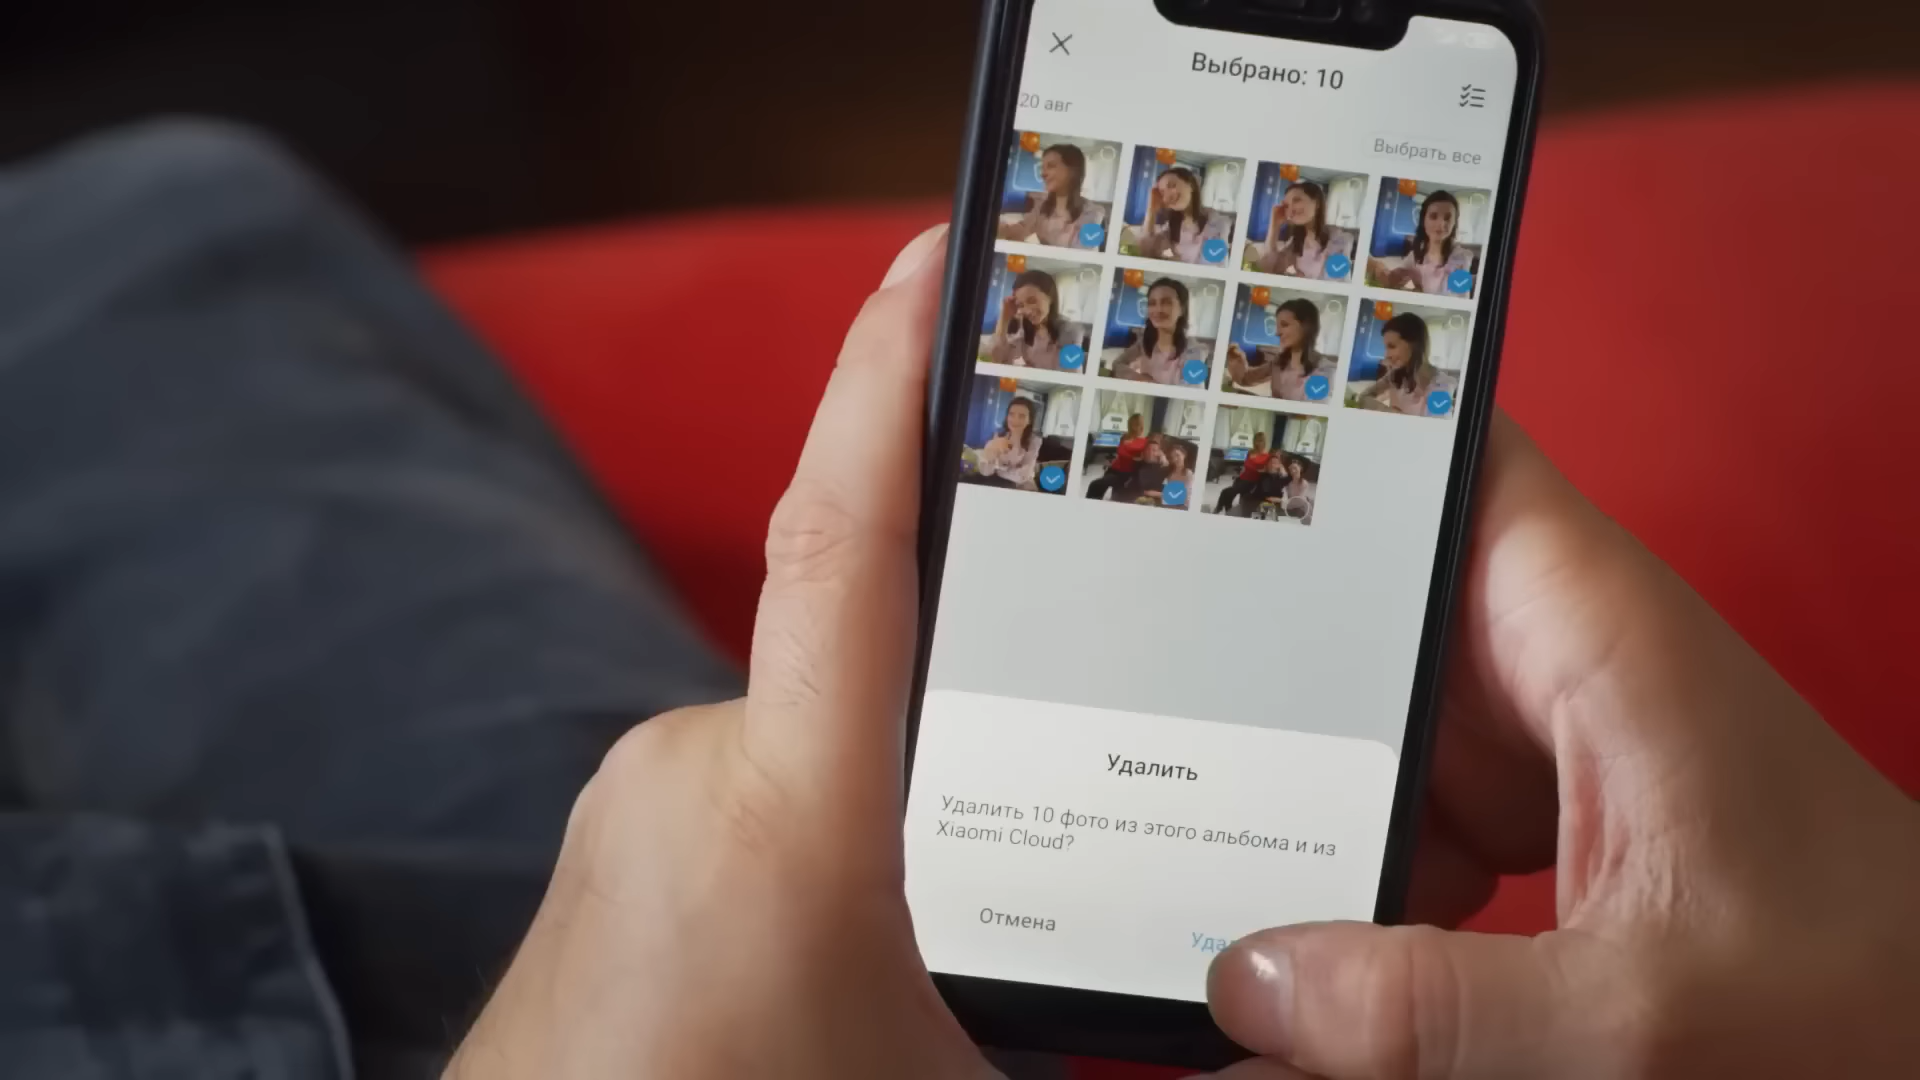 Выбрано: 10
20 авг
Выбрать все
Удалить
Удалить 10 фото из этого альбома и из
Xiaomi Cloud?
Отмена